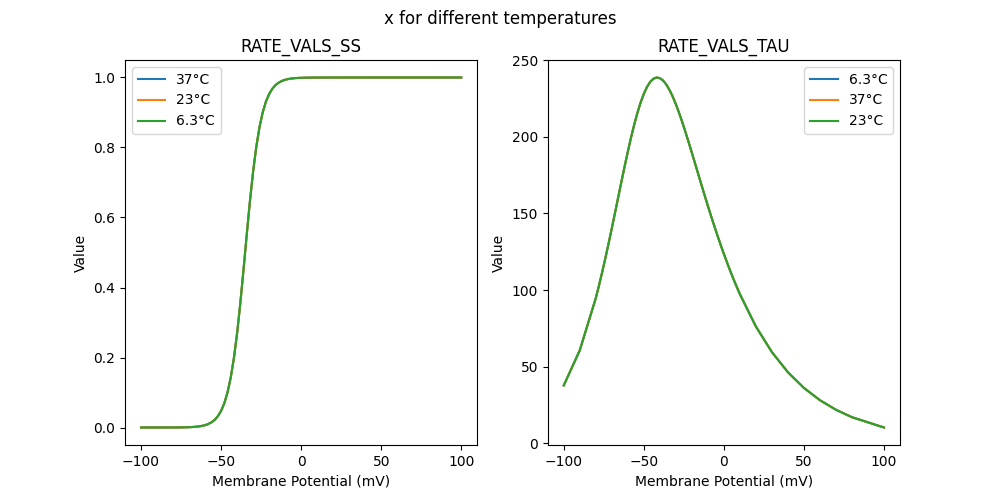 x for different temperatures
RATE_VALS_SS
1.0
0.8
0.6
0.4
0.2
0.0
Value
−100
−50
0
50
100
Membrane Potential (mV)
37°C
23°C
6.3°C
RATE_VALS_TAU
250
200
150
100
50
0
Value
−100
−50
0
50
100
Membrane Potential (mV)
6.3°C
37°C
23°C